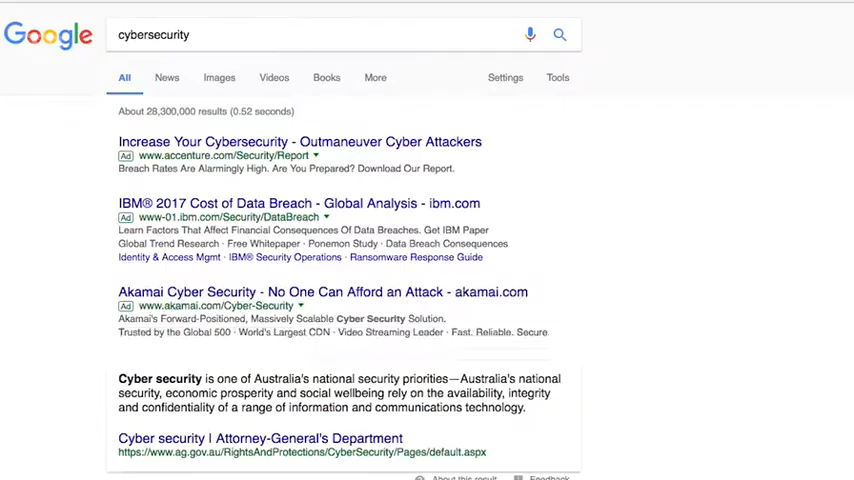 Google
cybersecurity
All News Images Videos Books More Settings Tools
About 28,300,000 results (0.52 seconds)
Increase Your Cybersecurity - Outmaneuver Cyber Attackers
Ad www.accenture.com/Security/Report
Breach Rates Are Alarmingly High. Are You Prepared? Download Our Report.
IBM® 2017 Cost of Data Breach - Global Analysis - ibm.com
Ad www-01.ibm.com/Security/DataBreach
Learn Factors That Affect Financial Consequences Of Data Breaches. Get IBM Paper
Global Trend Research · Free Whitepaper · Ponemon Study · Data Breach Consequences
Identity & Access Mgmt · IBM® Security Operations · Ransomware Response Guide
Akamai Cyber Security - No One Can Afford an Attack - akamai.com
Ad www.akamai.com/Cyber-Security
Akamai's Forward-Positioned, Massively Scalable Cyber Security Solution.
Trusted by the Global 500 · World's Largest CDN · Video Streaming Leader · Fast. Reliable. Secure.
Cyber security is one of Australia's national security priorities—Australia's national
security, economic prosperity and social wellbeing rely on the availability, integrity
and confidentiality of a range of information and communications technology.
Cyber security | Attorney-General's Department
https://www.ag.gov.au/RightsAndProtections/CyberSecurity/Pages/default.aspx
About this result Feedback